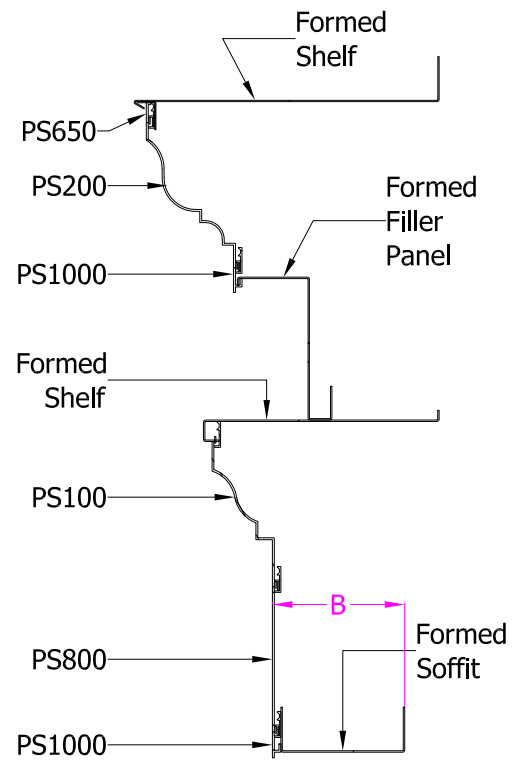 Formed
Shelf
PS650
PS200
Formed
Filler
Panel
PS1000
Formed
Shelf
PS100
B
Formed
Soffit
PS800
PS1000